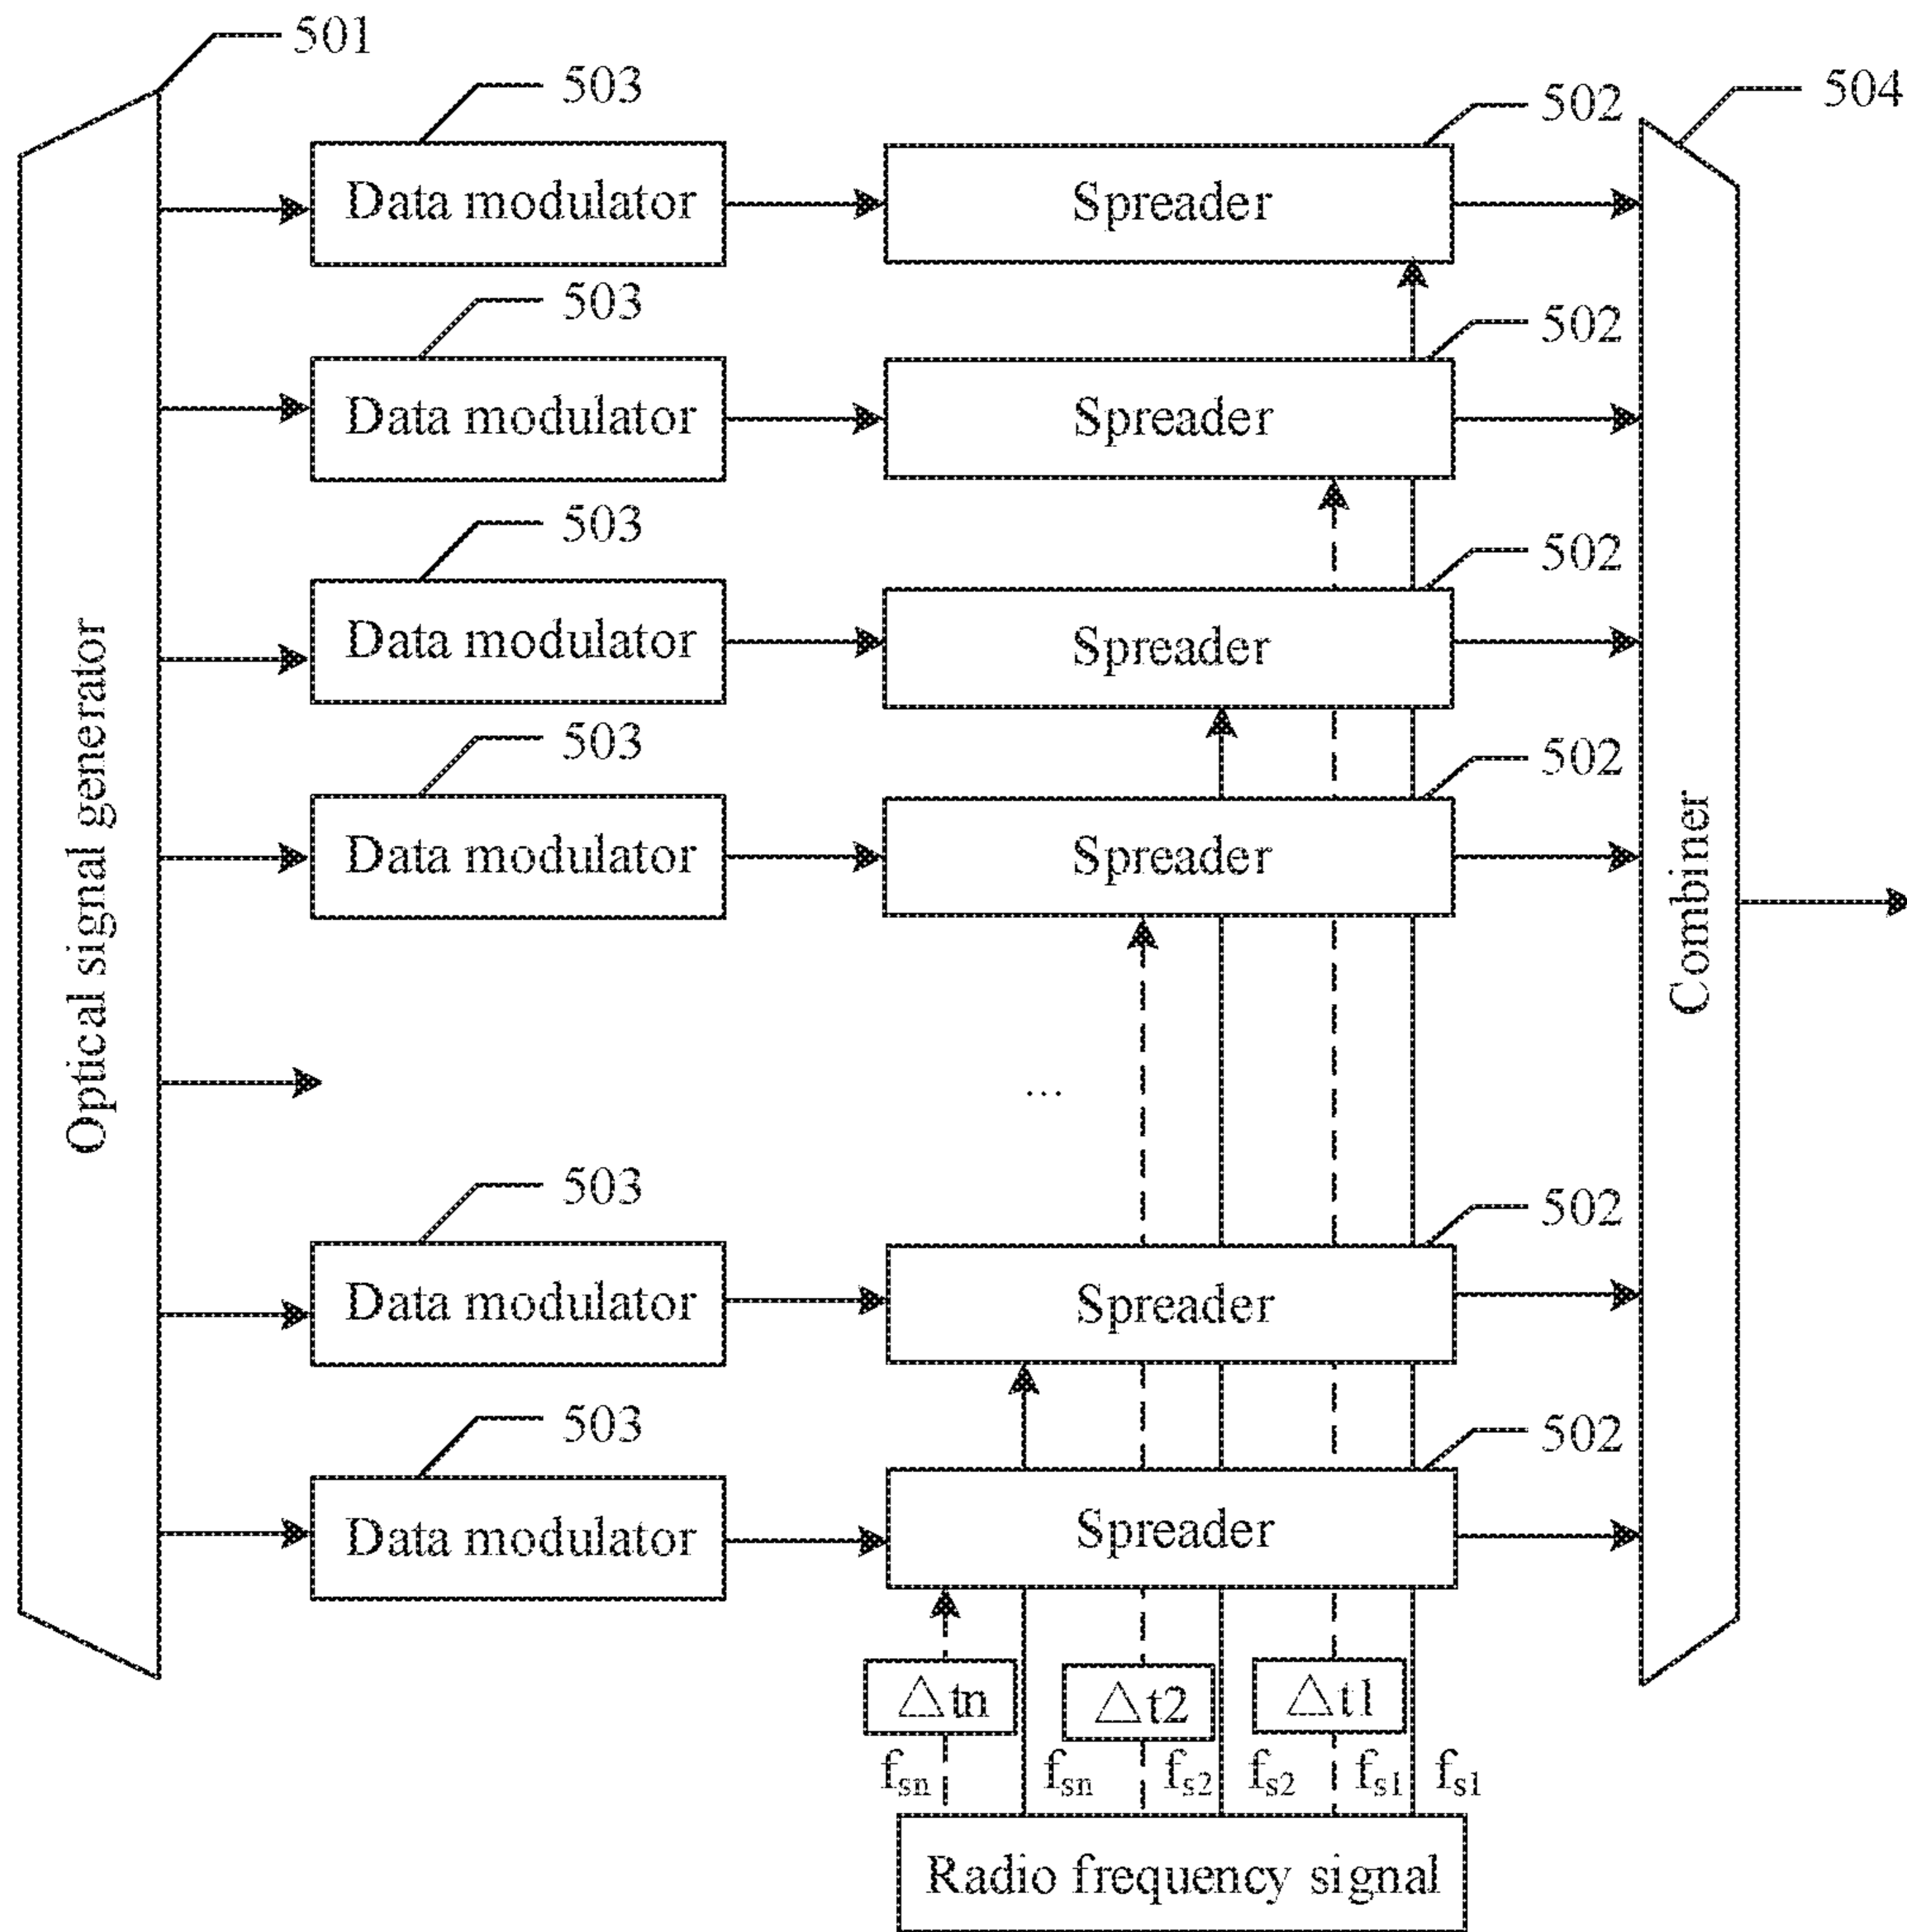 501
503
502
504
Data modulator
Spreader
503
502
Data modulator
Spreader
503
502
Data modulator
Spreader
503
502
Data modulator
Spreader
Optical signal generator
Combiner
...
503
502
Data modulator
Spreader
503
502
Data modulator
Spreader
△tn
△t2
△t1
fsn fsn fs2 fs2 fs1 fs1
Radio frequency signal